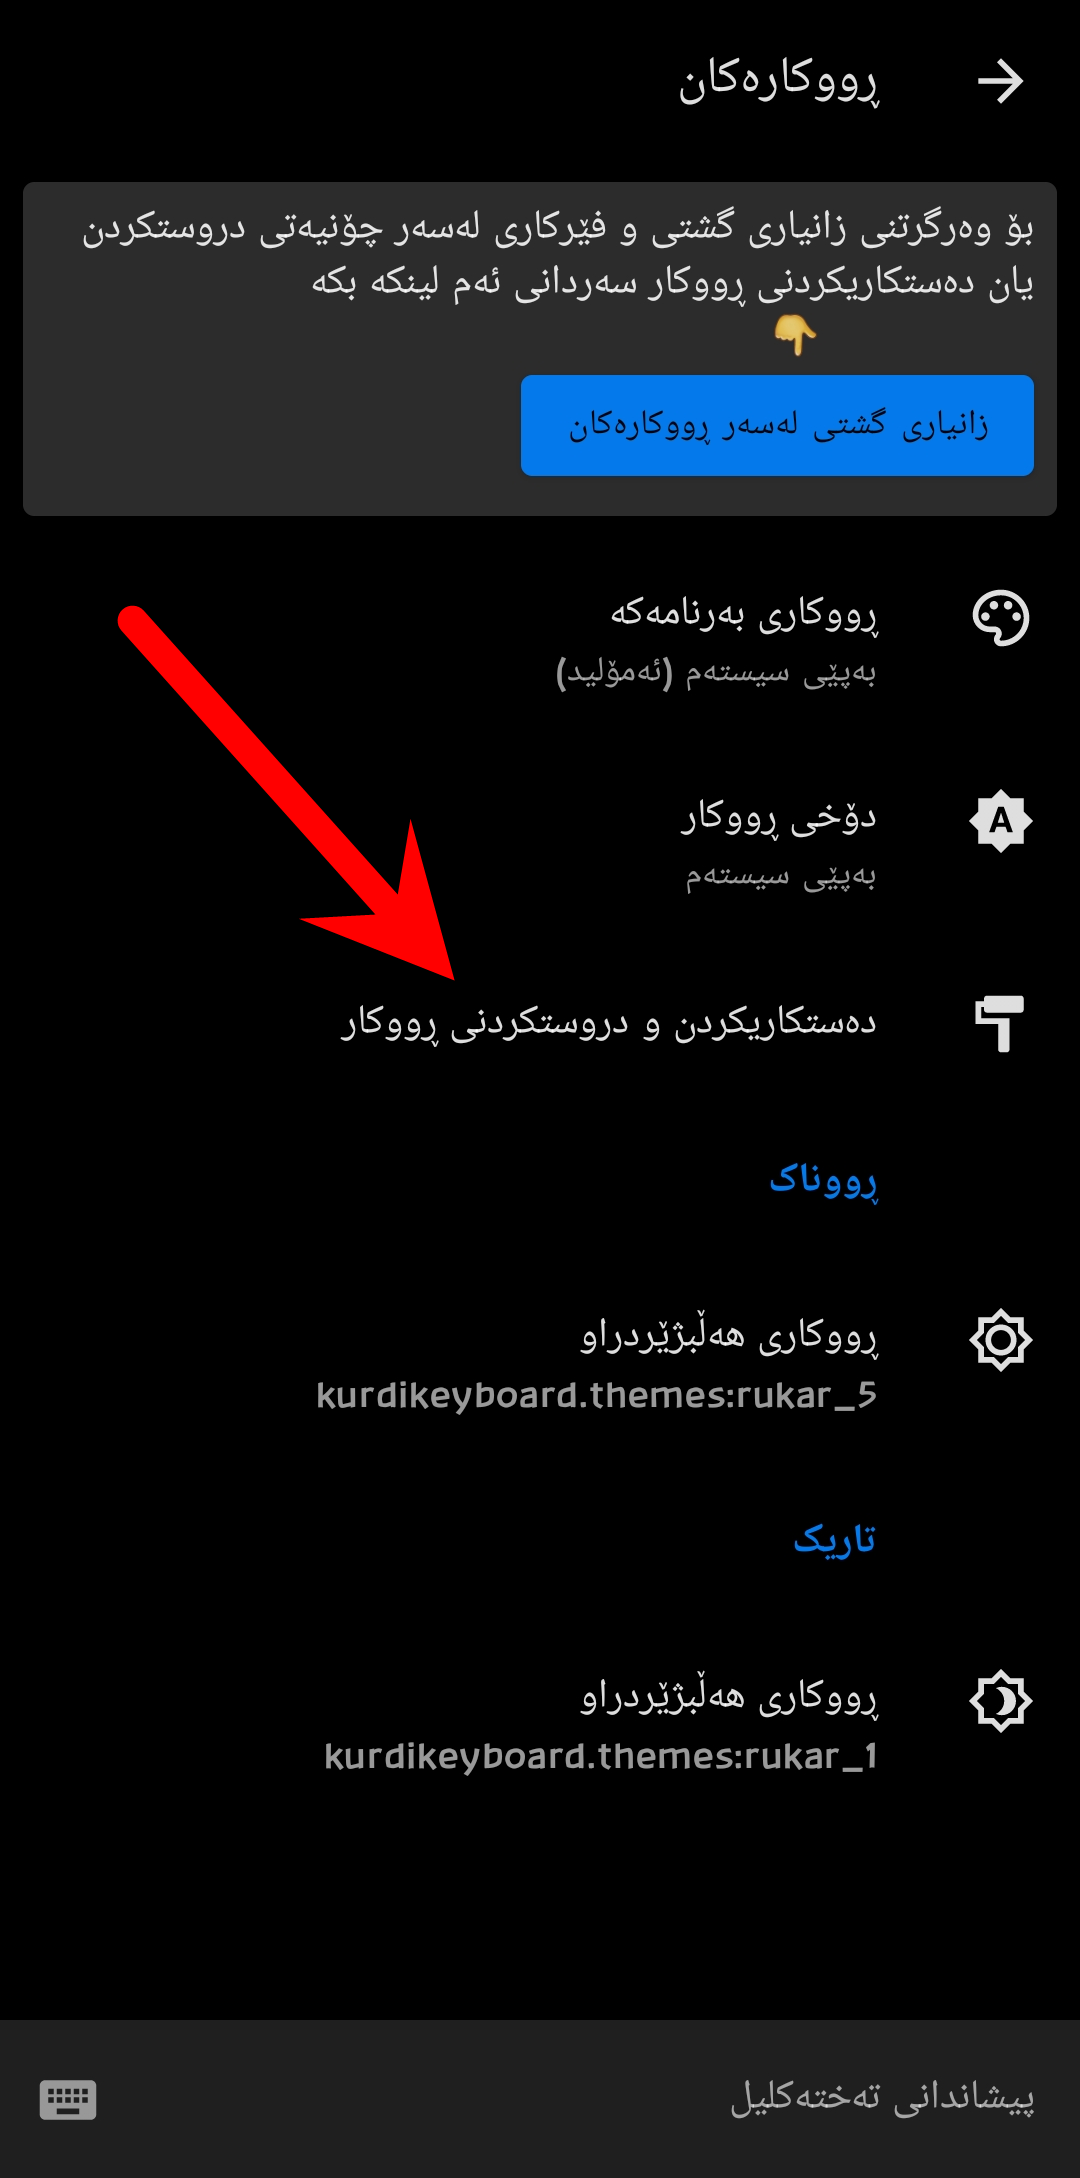 ڕووکارەکان
بۆ وەرگرتنی زانیاری گشتی و فێرکاری لەسەر چۆنیەتی دروستکردن
یان دەستکاریکردنی ڕووکار سەردانی ئەم لینکە بکە
👇
زانیاری گشتی لەسەر ڕووکارەکان
ڕووکاری بەرنامەکە
بەپێی سیستەم (ئەمۆلید)
دۆخی ڕووکار
بەپێی سیستەم
دەستکاریکردن و دروستکردنی ڕووکار
ڕووناک
ڕووکاری هەڵبژێردراو
kurdikeyboard.themes:rukar_5
تاریک
ڕووکاری هەڵبژێردراو
kurdikeyboard.themes:rukar_1
پیشاندانی تەختەکلیل